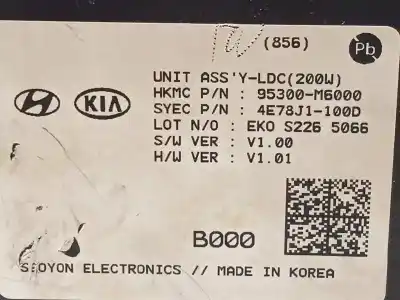 (856)
Pb
UNIT ASS'Y-LDC(200W)
HKMC P/N : 95300-M6000
KIA
SYEC P/N : 4E78J1-100D
LOT N/O : EKO S226 5066
S/W VER : V1.00
H/W VER : V1.01
B000
SEOYON ELECTRONICS // MADE IN KOREA